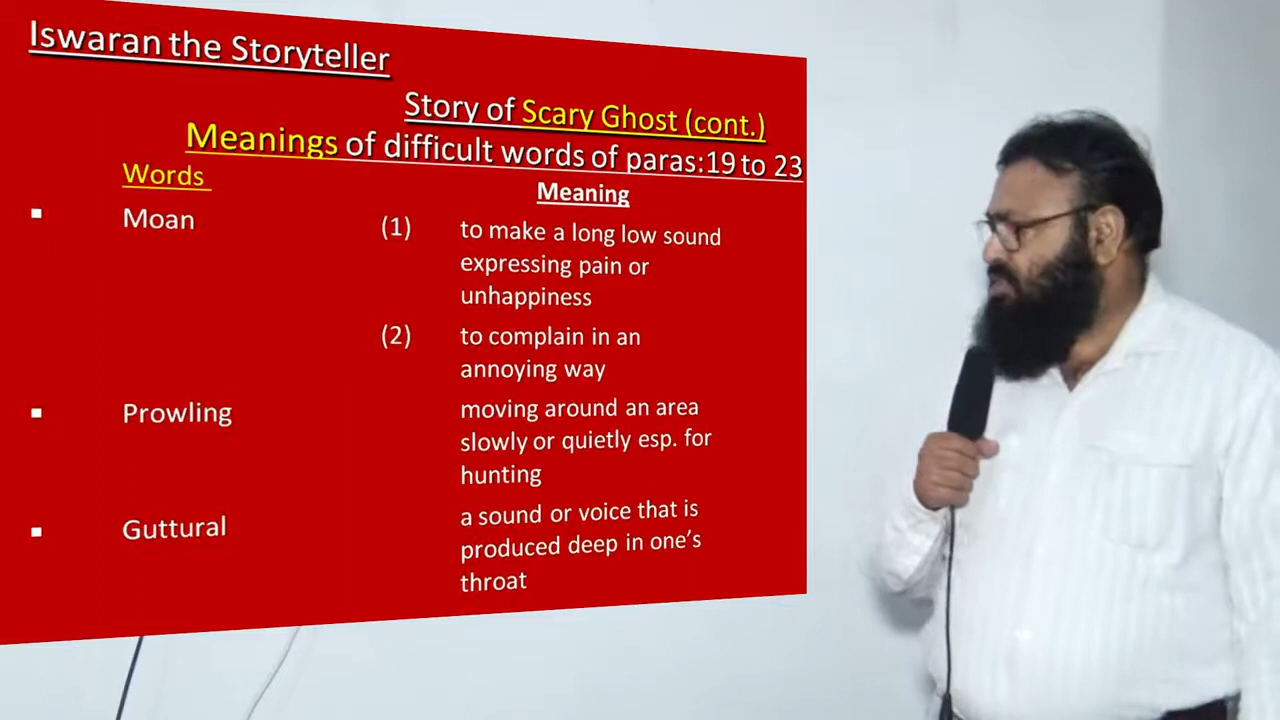 Iswaran the Storyteller
Story of Scary Ghost (cont.)
Meanings of difficult words of paras:19 to 23
Words
Meaning
▪ Moan (1) to make a long low sound
expressing pain or
unhappiness
(2) to complain in an
annoying way
▪ Prowling moving around an area
slowly or quietly esp. for
hunting
▪ Guttural a sound or voice that is
produced deep in one's
throat